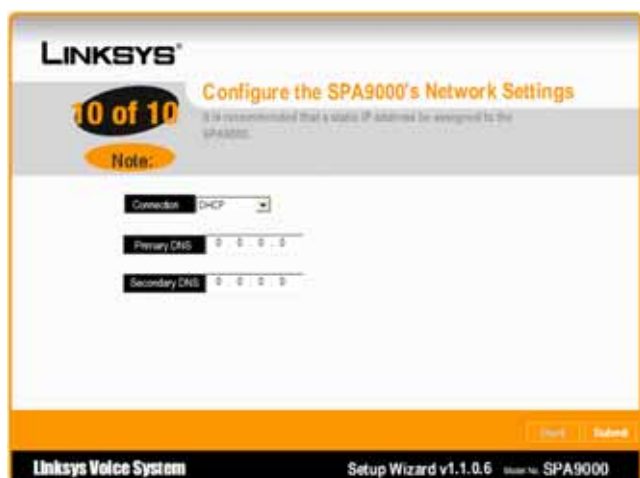 LINKSYS®
10 of 10
Configure the SPA9000's Network Settings
It is recommended that a static IP address be assigned to the
SPA9000.
Note:
Connection DHCP
Primary DNS 0 . 0 . 0 . 0
Secondary DNS 0 . 0 . 0 . 0
Submit
Linksys Voice System
Setup Wizard v1.1.0.6 Model No. SPA9000